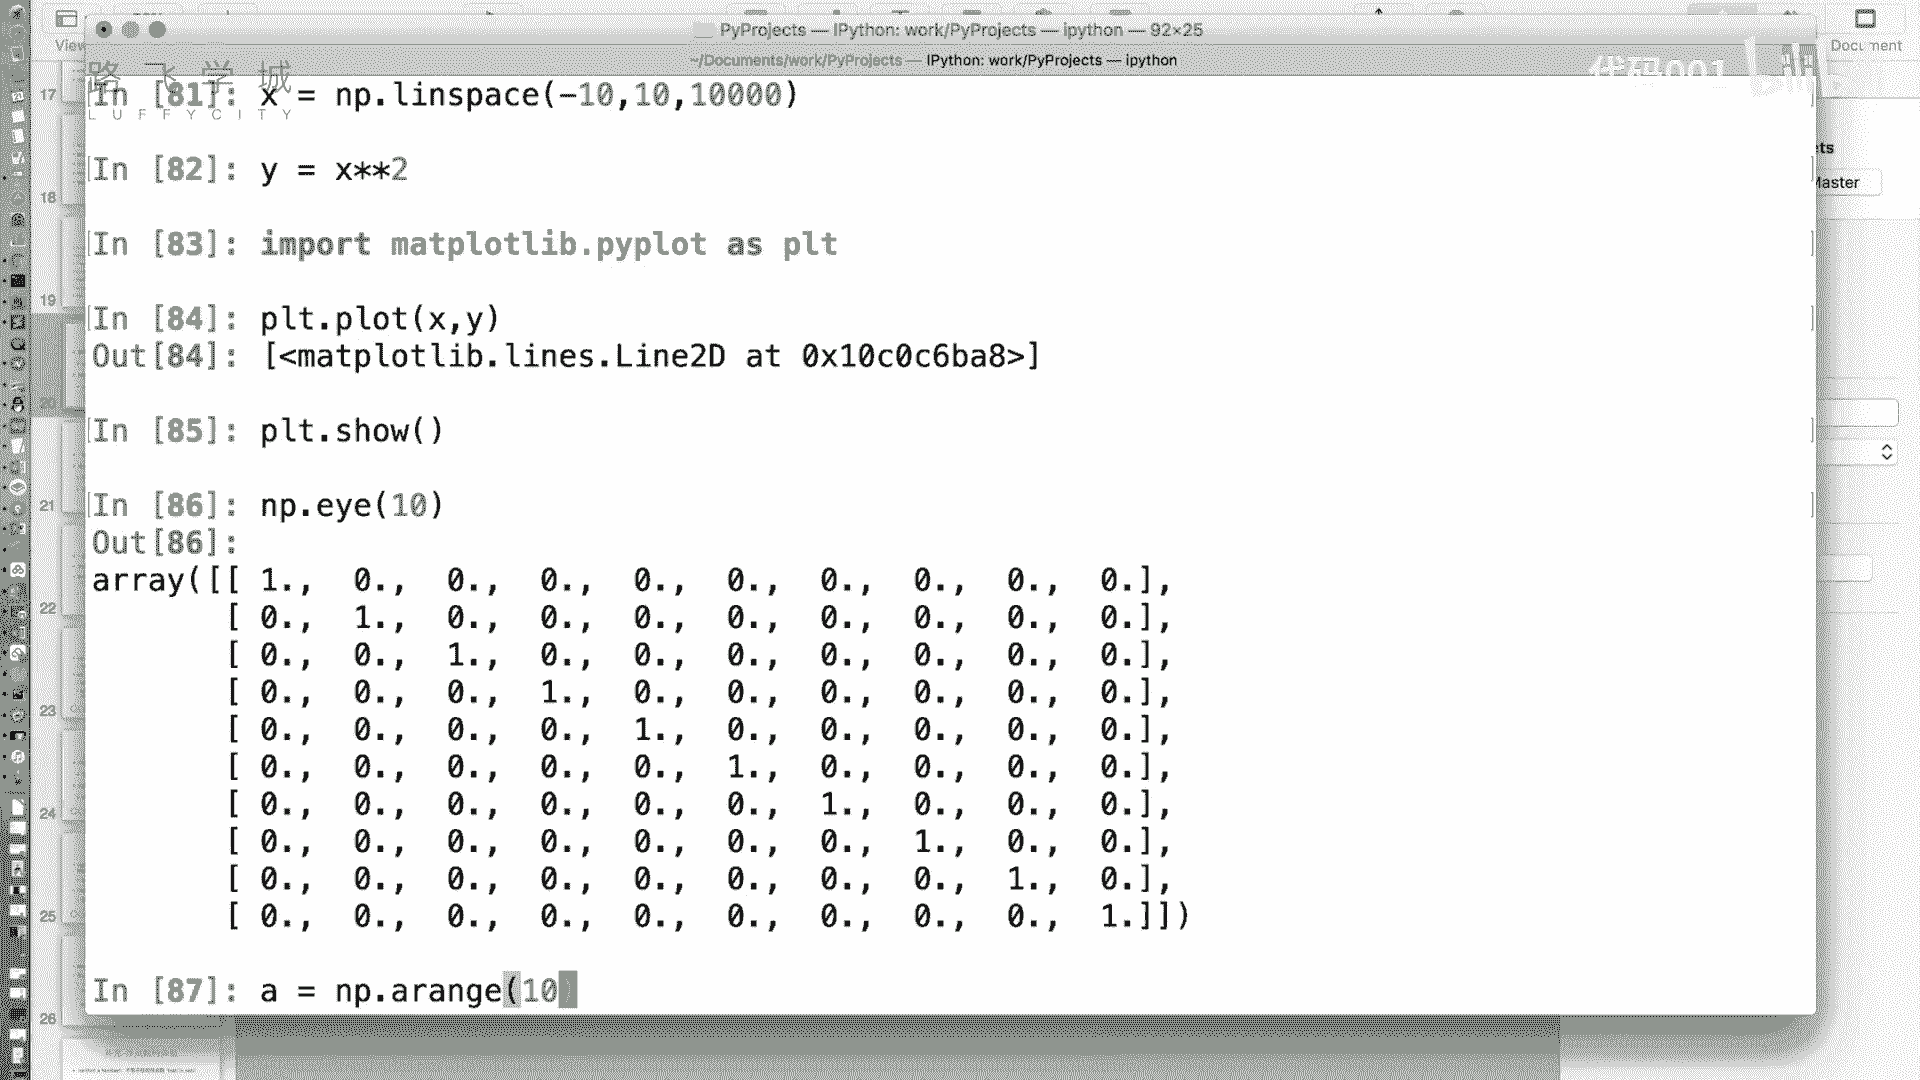 PyProjects — IPython: work/PyProjects — ipython — 92×25
~/Documents/work/PyProjects — IPython: work/PyProjects — ipython
View
Document
路飞学城
LUFFYCITY
代码001
bilibili
In [81]: x = np.linspace(-10,10,10000)
In [82]: y = x**2
In [83]: import matplotlib.pyplot as plt
In [84]: plt.plot(x,y)
Out[84]: [<matplotlib.lines.Line2D at 0x10c0c6ba8>]
In [85]: plt.show()
In [86]: np.eye(10)
Out[86]:
array([[ 1., 0., 0., 0., 0., 0., 0., 0., 0., 0.],
[ 0., 1., 0., 0., 0., 0., 0., 0., 0., 0.],
[ 0., 0., 1., 0., 0., 0., 0., 0., 0., 0.],
[ 0., 0., 0., 1., 0., 0., 0., 0., 0., 0.],
[ 0., 0., 0., 0., 1., 0., 0., 0., 0., 0.],
[ 0., 0., 0., 0., 0., 1., 0., 0., 0., 0.],
[ 0., 0., 0., 0., 0., 0., 1., 0., 0., 0.],
[ 0., 0., 0., 0., 0., 0., 0., 1., 0., 0.],
[ 0., 0., 0., 0., 0., 0., 0., 0., 1., 0.],
[ 0., 0., 0., 0., 0., 0., 0., 0., 0., 1.]])
In [87]: a = np.arange(10)
17
18
19
20
21
22
23
24
25
26
ets
Master